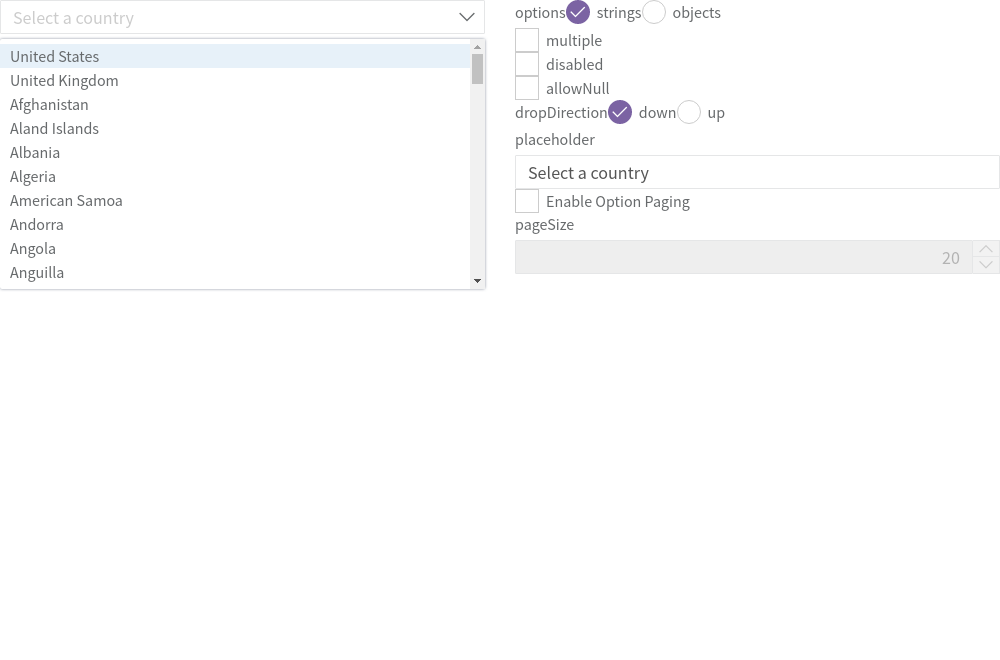 Select a country
United States
United Kingdom
Afghanistan
Aland Islands
Albania
Algeria
American Samoa
Andorra
Angola
Anguilla
options strings objects
multiple
disabled
allowNull
dropDirection down up
placeholder
Select a country
Enable Option Paging
pageSize
20